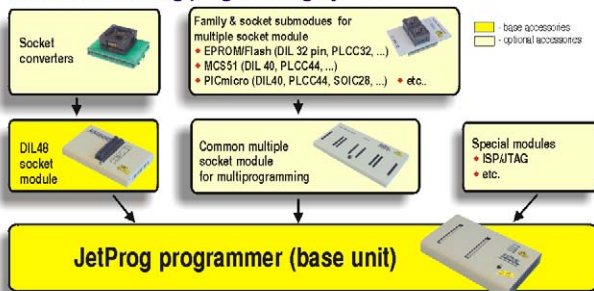 Socket
converters
Family & socket submodues for
multiple socket module
EPROM/Flash (DIL 32 pin, PLCC32, ...)
MCS51 (DIL 40, PLCC44, ...)
PICmicro (DIL40, PLCC44, SOIC28, ...) etc..
- base accessories
- optional accessories
DIL48
socket
module
Common multiple
socket module
for multiprogramming
Special modules
ISP/JTAG
etc.
JetProg programmer (base unit)